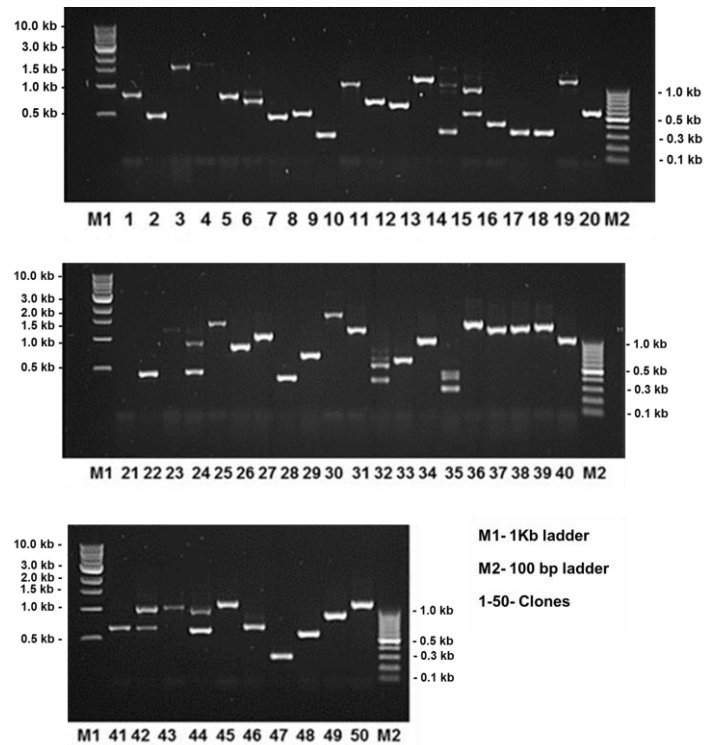 10.0 kb -
3.0 kb -
1.5 kb -
1.0 kb -
0.5 kb -
- 1.0 kb
- 0.5 kb
- 0.3 kb
- 0.1 kb
M1 1 2 3 4 5 6 7 8 9 10 11 12 13 14 15 16 17 18 19 20 M2
10.0 kb -
3.0 kb -
2.0 kb -
1.5 kb -
1.0 kb -
0.5 kb -
- 1.0 kb
- 0.5 kb
- 0.3 kb
- 0.1 kb
M1 21 22 23 24 25 26 27 28 29 30 31 32 33 34 35 36 37 38 39 40 M2
10.0 kb -
3.0 kb -
2.0 kb -
1.5 kb -
1.0 kb -
0.5 kb -
- 1.0 kb
- 0.5 kb
- 0.3 kb
- 0.1 kb
M1 41 42 43 44 45 46 47 48 49 50 M2
M1- 1Kb ladder
M2- 100 bp ladder
1-50- Clones